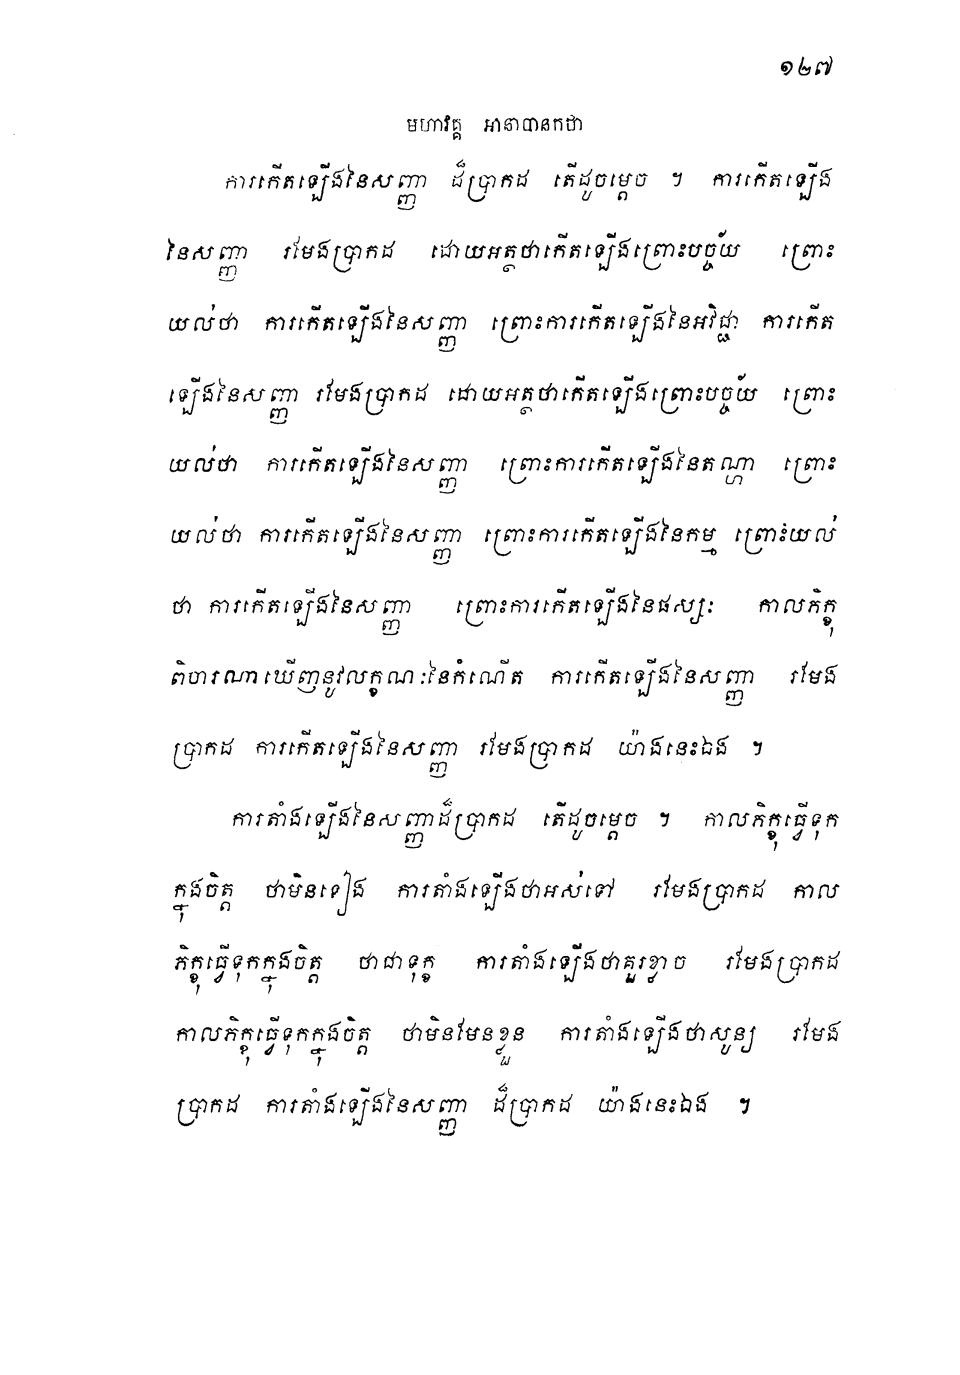 ១២៧
មហាវគ្គ អានាបានកថា
ការកើតឡើងនៃសញ្ញា ដ៏ប្រាកដ តើដូចម្តេច ។ ការកើតឡើង
នៃសញ្ញា រមែងប្រាកដ ដោយអត្ថថាកើតឡើងព្រោះបច្ច័យ ព្រោះ
យល់ថា ការកើតឡើងនៃសញ្ញា ព្រោះការកើតឡើងនៃអវិជ្ជា ការកើត
ឡើងនៃសញ្ញា រមែងប្រាកដ ដោយអត្ថថាកើតឡើងព្រោះបច្ច័យ ព្រោះ
យល់ថា ការកើតឡើងនៃសញ្ញា ព្រោះការកើតឡើងនៃតណ្ហា ព្រោះ
យល់ថា ការកើតឡើងនៃសញ្ញា ព្រោះការកើតឡើងនៃកម្ម ព្រោះយល់
ថា ការកើតឡើងនៃសញ្ញា ព្រោះការកើតឡើងនៃផស្សៈ កាលភិក្ខុ
ពិចារណាឃើញនូវលក្ខណៈនៃកំណើត ការកើតឡើងនៃសញ្ញា រមែង
ប្រាកដ ការកើតឡើងនៃសញ្ញា រមែងប្រាកដ យ៉ាងនេះឯង ។
ការតាំងឡើងនៃសញ្ញាដ៏ប្រាកដ តើដូចម្តេច ។ កាលភិក្ខុធ្វើទុក
ក្នុងចិត្ត ថាមិនទៀង ការតាំងឡើងថាអស់ទៅ រមែងប្រាកដ កាល
ភិក្ខុធ្វើទុកក្នុងចិត្ត ថាជាទុក្ខ ការតាំងឡើងថាគួរខ្លាច រមែងប្រាកដ
កាលភិក្ខុធ្វើទុកក្នុងចិត្ត ថាមិនមែនខ្លួន ការតាំងឡើងថាសូន្យ រមែង
ប្រាកដ ការតាំងឡើងនៃសញ្ញា ដ៏ប្រាកដ យ៉ាងនេះឯង ។